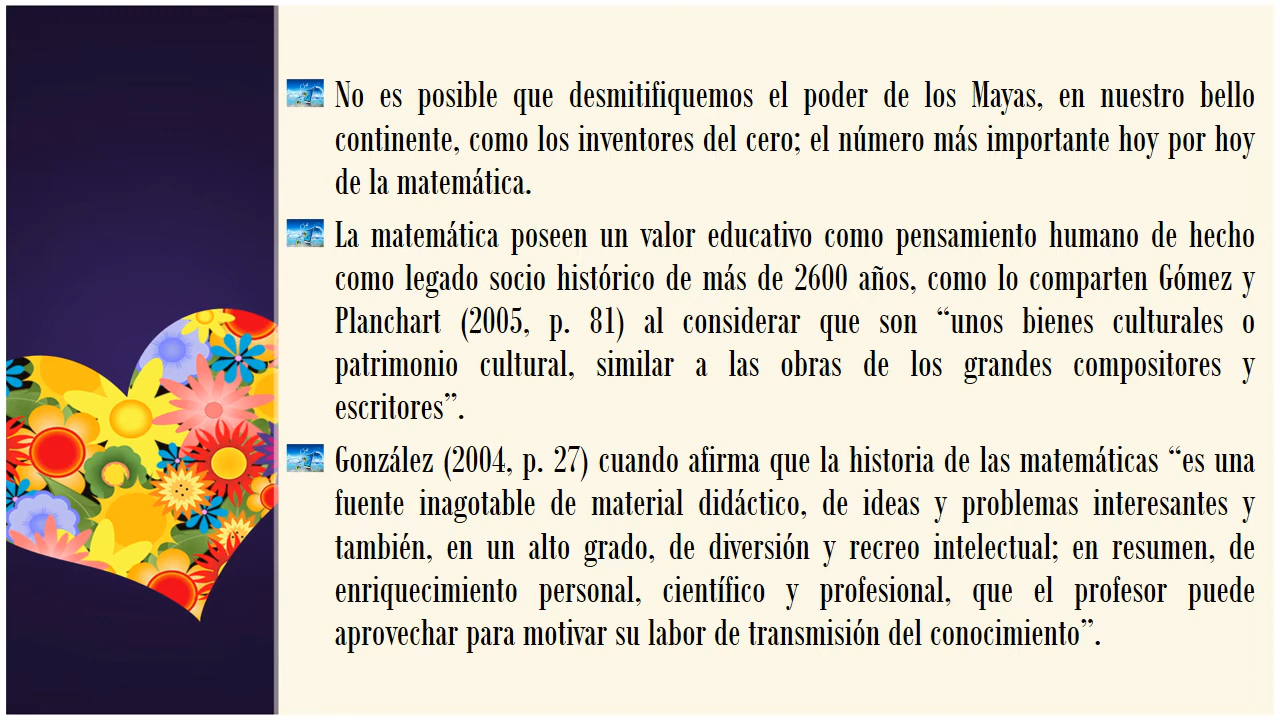 No es posible que desmitifiquemos el poder de los Mayas, en nuestro bello
continente, como los inventores del cero; el número más importante hoy por hoy
de la matemática.
La matemática poseen un valor educativo como pensamiento humano de hecho
como legado socio histórico de más de 2600 años, como lo comparten Gómez y
Planchart (2005, p. 81) al considerar que son “unos bienes culturales o
patrimonio cultural, similar a las obras de los grandes compositores y
escritores”.
González (2004, p. 27) cuando afirma que la historia de las matemáticas “es una
fuente inagotable de material didáctico, de ideas y problemas interesantes y
también, en un alto grado, de diversión y recreo intelectual; en resumen, de
enriquecimiento personal, científico y profesional, que el profesor puede
aprovechar para motivar su labor de transmisión del conocimiento”.